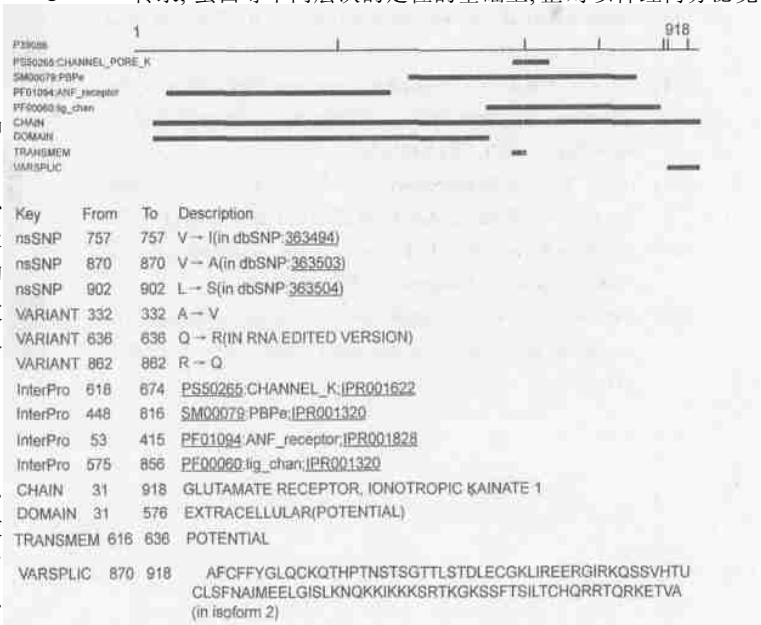 1 918
P39086
PS50265:CHANNEL_PORE_K
SM00079:PBPe
PF01094:ANF_receptor
PF00060:lig_chan
CHAIN
DOMAIN
TRANSMEM
VARSPLIC
Key From To Description
nsSNP 757 757 V→I(in dbSNP:363494)
nsSNP 870 870 V→A(in dbSNP:363503)
nsSNP 902 902 L→S(in dbSNP:363504)
VARIANT 332 332 A→V
VARIANT 636 636 Q→R(IN RNA EDITED VERSION)
VARIANT 862 862 R→Q
InterPro 618 674 PS50265:CHANNEL_K;IPR001622
InterPro 448 816 SM00079:PBPe;IPR001320
InterPro 53 415 PF01094:ANF_receptor;IPR001828
InterPro 575 856 PF00060:lig_chan;IPR001320
CHAIN 31 918 GLUTAMATE RECEPTOR, IONOTROPIC KAINATE 1
DOMAIN 31 576 EXTRACELLULAR(POTENTIAL)
TRANSMEM 616 636 POTENTIAL
VARSPLIC 870 918 AFCFFYGLQCKQTHPTNSTSGTTLSTDLECGKLIREERGIRKQSSVHTU
CLSFNAIMEELGISLKNQKKIKKKSRTKGKSSFTSILTCHQRRTQRKETVA
(in isoform 2)